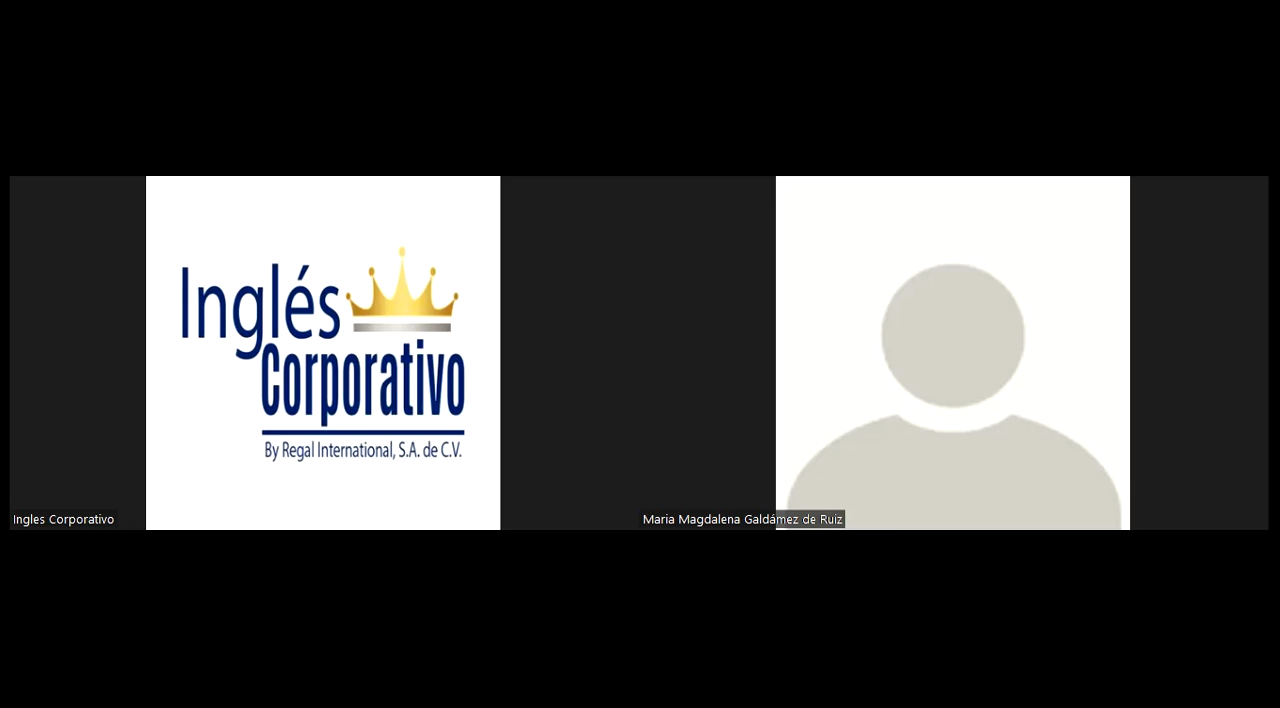 Inglés
Corporativo
By Regal International, S.A. de C.V.
Ingles Corporativo
Maria Magdalena Galdámez de Ruiz